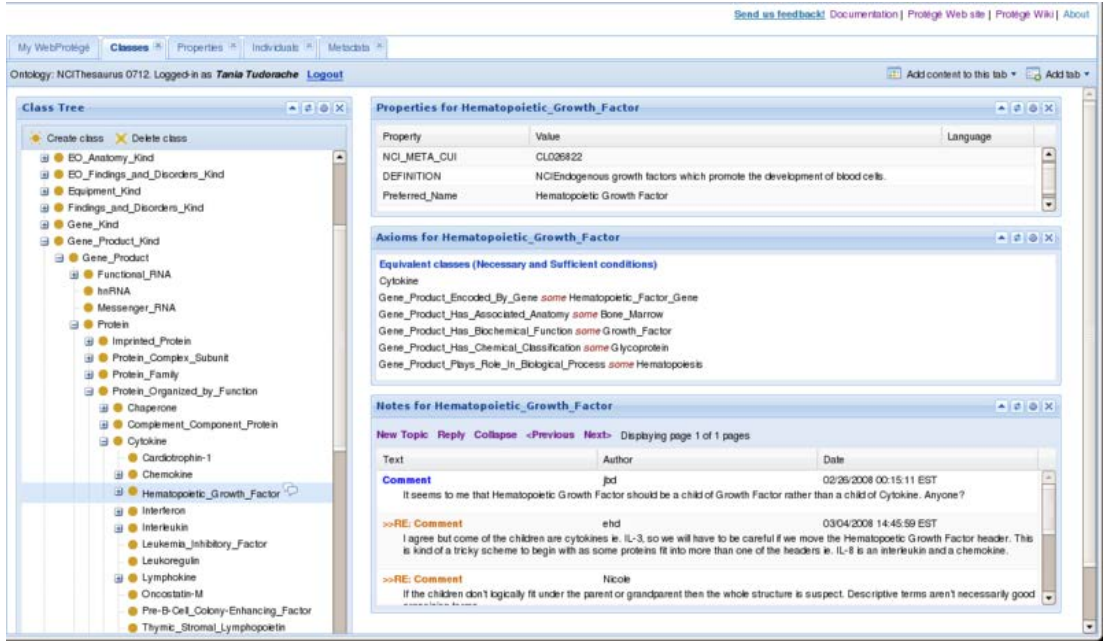 Send us feedback! Documentation | Protégé Web site | Protégé Wiki | About
My WebProtégé Classes Properties Individuals Metadata
Ontology: NCIThesaurus 0712. Logged-in as Tania Tudorache Logout
Add content to this tab Add tab
Class Tree
Create class Delete class
EO_Anatomy_Kind
EO_Findings_and_Disorders_Kind
Equipment_Kind
Findings_and_Disorders_Kind
Gene_Kind
Gene_Product_Kind
Gene_Product
Functional_RNA
hnRNA
Messenger_RNA
Protein
Imprinted_Protein
Protein_Complex_Subunit
Protein_Family
Protein_Organized_by_Function
Chaperone
Complement_Component_Protein
Cytokine
Cardiotrophin-1
Chemokine
Hematopoietic_Growth_Factor
Interferon
Interleukin
Leukemia_Inhibitory_Factor
Leukoregulin
Lymphokine
Oncostatin-M
Pre-B-Cell_Colony-Enhancing_Factor
Thymic_Stromal_Lymphopoietin
Properties for Hematopoietic_Growth_Factor
Property Value Language
NCI_META_CUI CL026822
DEFINITION NCIEndogenous growth factors which promote the development of blood cells.
Preferred_Name Hematopoietic Growth Factor
Axioms for Hematopoietic_Growth_Factor
Equivalent classes (Necessary and Sufficient conditions)
Cytokine
Gene_Product_Encoded_By_Gene some Hematopoietic_Factor_Gene
Gene_Product_Has_Associated_Anatomy some Bone_Marrow
Gene_Product_Has_Biochemical_Function some Growth_Factor
Gene_Product_Has_Chemical_Classification some Glycoprotein
Gene_Product_Plays_Role_In_Biological_Process some Hematopoiesis
Notes for Hematopoietic_Growth_Factor
New Topic Reply Collapse <Previous Next> Displaying page 1 of 1 pages
Text Author Date
Comment jbd 02/26/2008 00:15:11 EST
It seems to me that Hematopoietic Growth Factor should be a child of Growth Factor rather than a child of Cytokine. Anyone?
>>RE: Comment ehd 03/04/2008 14:45:59 EST
I agree but come of the children are cytokines ie. IL-3, so we will have to be careful if we move the Hematopoetic Growth Factor header. This
is kind of a tricky scheme to begin with as some proteins fit into more than one of the headers ie. IL-8 is an interleukin and a chemokine.
>>RE: Comment Nicole
If the children don't logically fit under the parent or grandparent then the whole structure is suspect. Descriptive terms aren't necessarily good